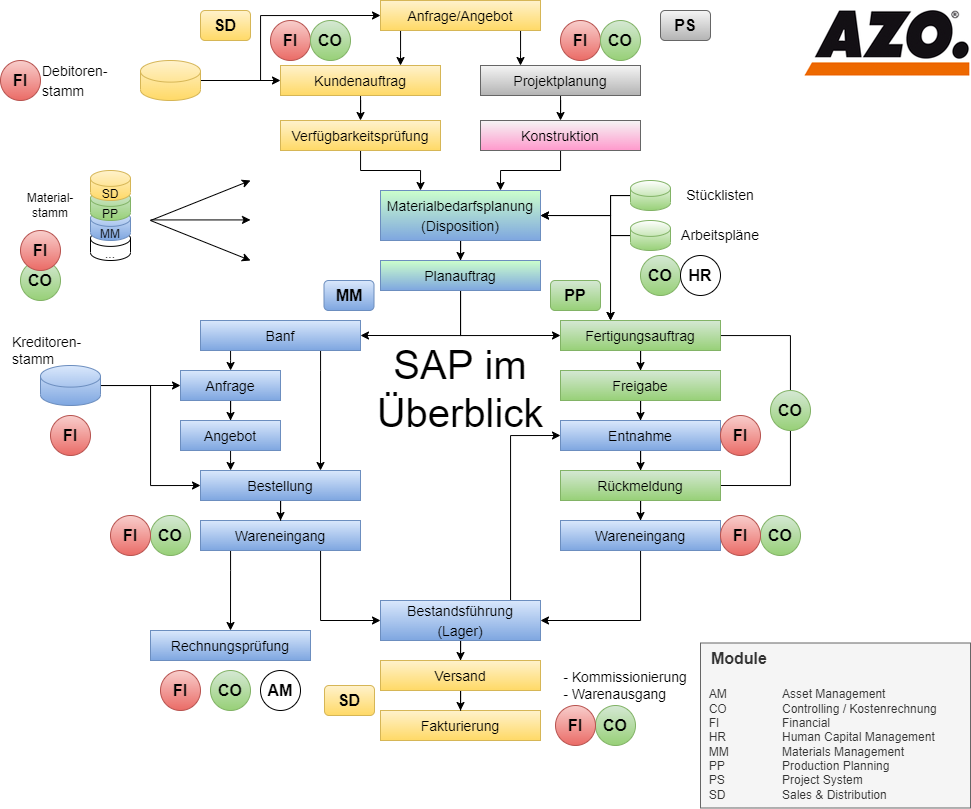 SD
Anfrage/Angebot
PS
AZO.®
FI CO
FI CO
FI
Debitoren-
stamm
Kundenauftrag
Projektplanung
Verfügbarkeitsprüfung
Konstruktion
Material-
stamm
SD
PP
MM
...
FI
CO
Materialbedarfsplanung
(Disposition)
Stücklisten
Arbeitspläne
CO HR
Planauftrag
MM
PP
Banf
Fertigungsauftrag
Kreditoren-
stamm
SAP im
Überblick
Anfrage
Freigabe
CO
FI
Angebot
Entnahme
FI
Bestellung
Rückmeldung
FI CO
Wareneingang
Wareneingang
FI CO
Bestandsführung
(Lager)
Rechnungsprüfung
FI CO AM
SD
Versand
- Kommissionierung
- Warenausgang
Fakturierung
FI CO
Module
AM Asset Management
CO Controlling / Kostenrechnung
FI Financial
HR Human Capital Management
MM Materials Management
PP Production Planning
PS Project System
SD Sales & Distribution